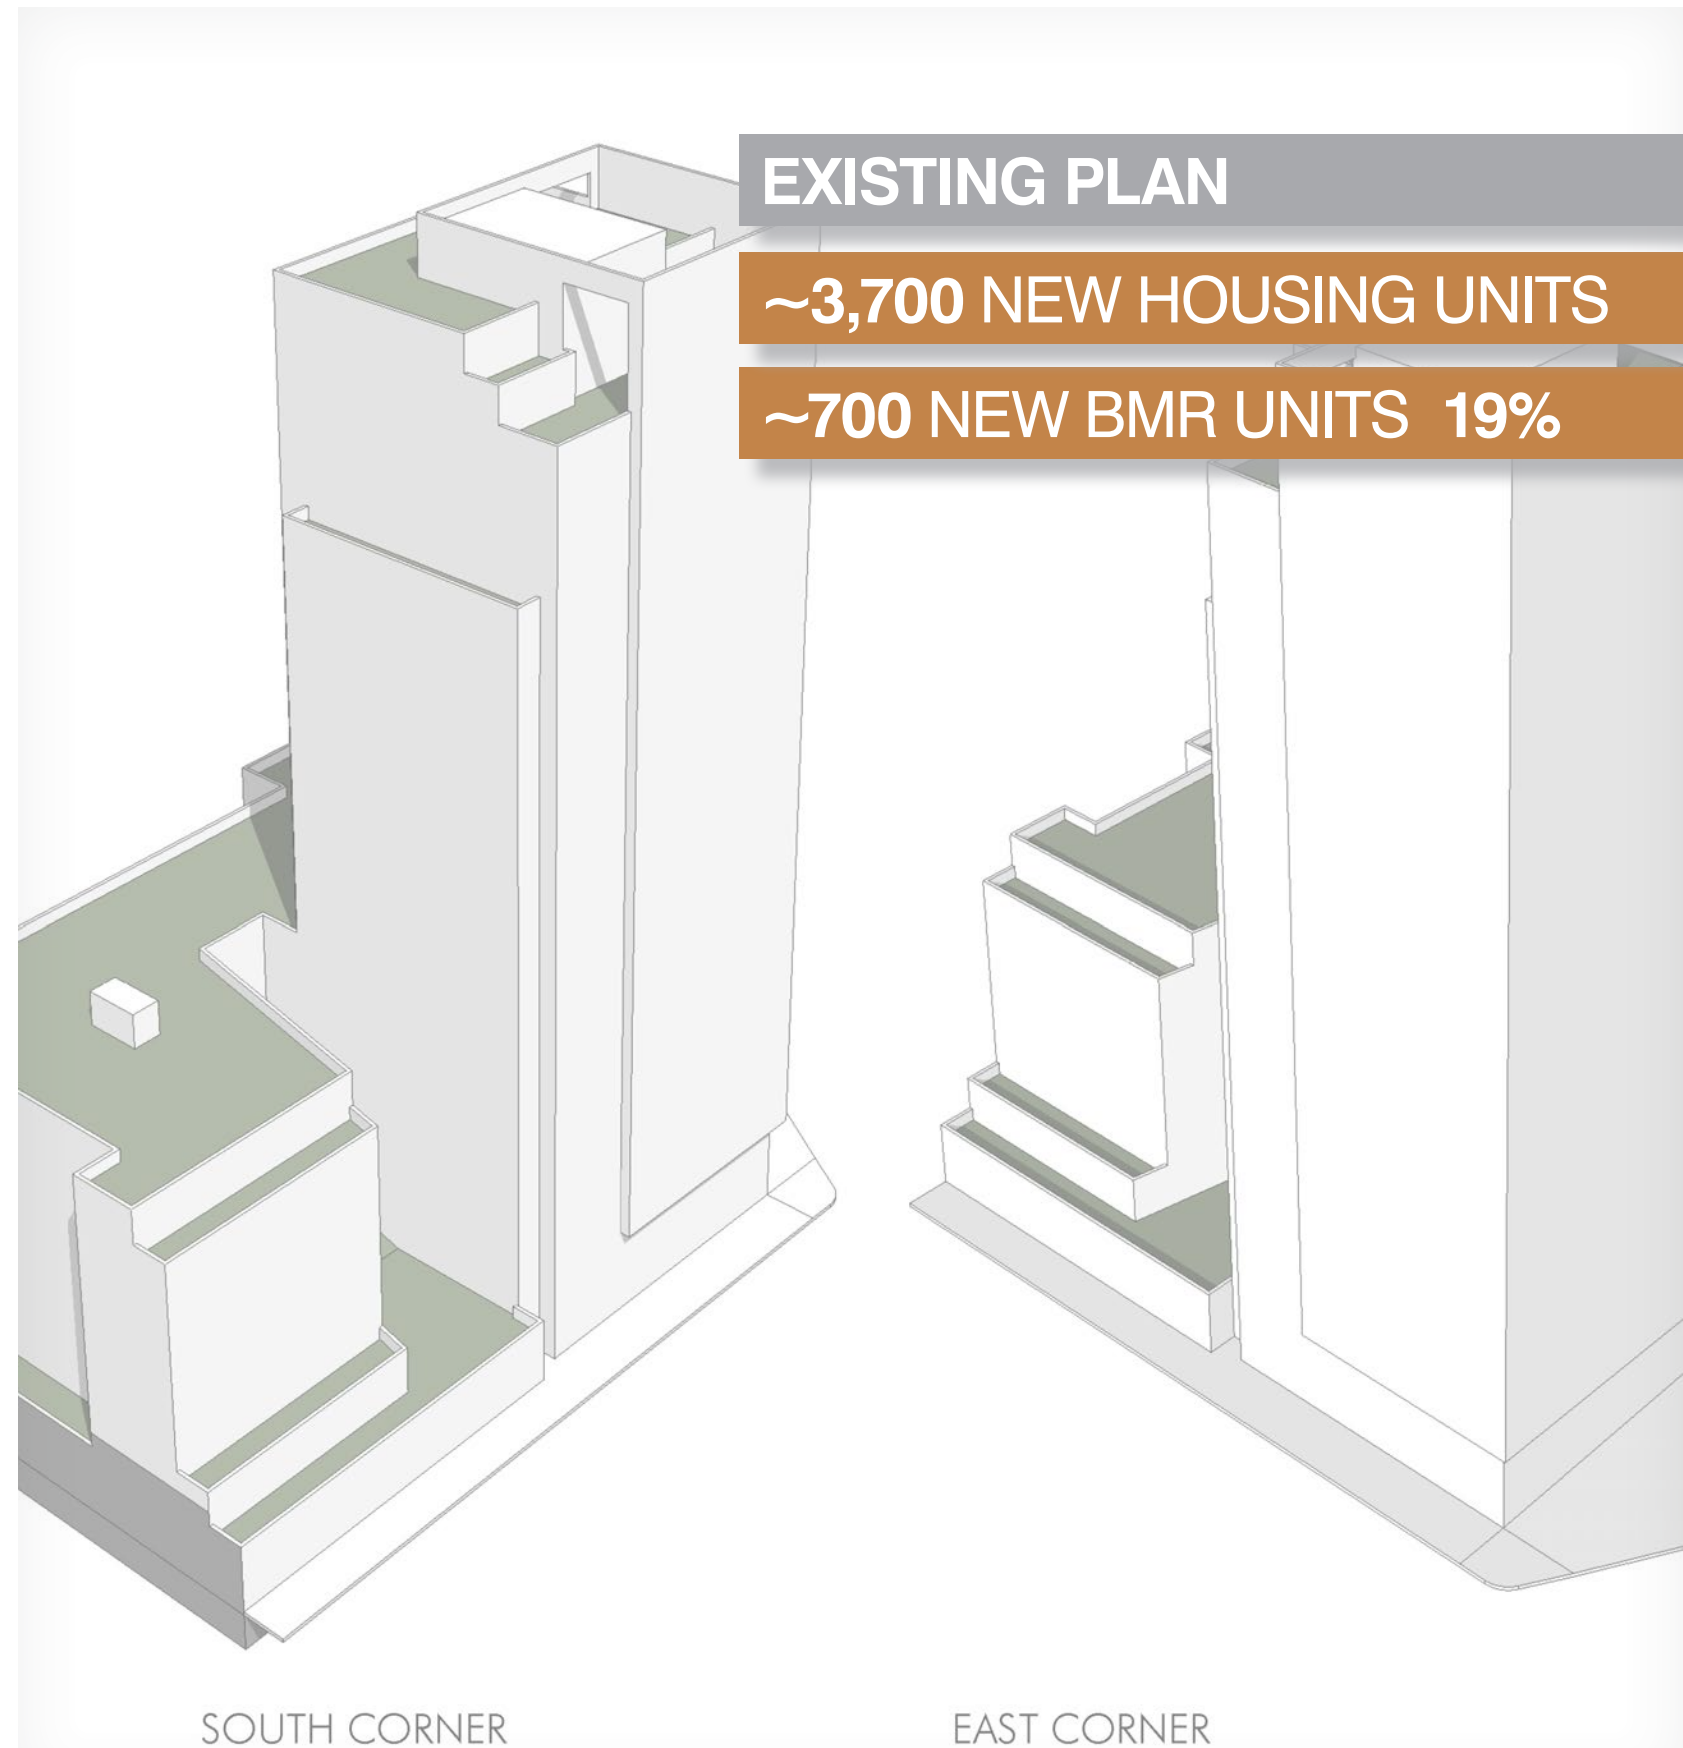 EXISTING PLAN
~3,700 NEW HOUSING UNITS
~700 NEW BMR UNITS 19%
SOUTH CORNER
EAST CORNER